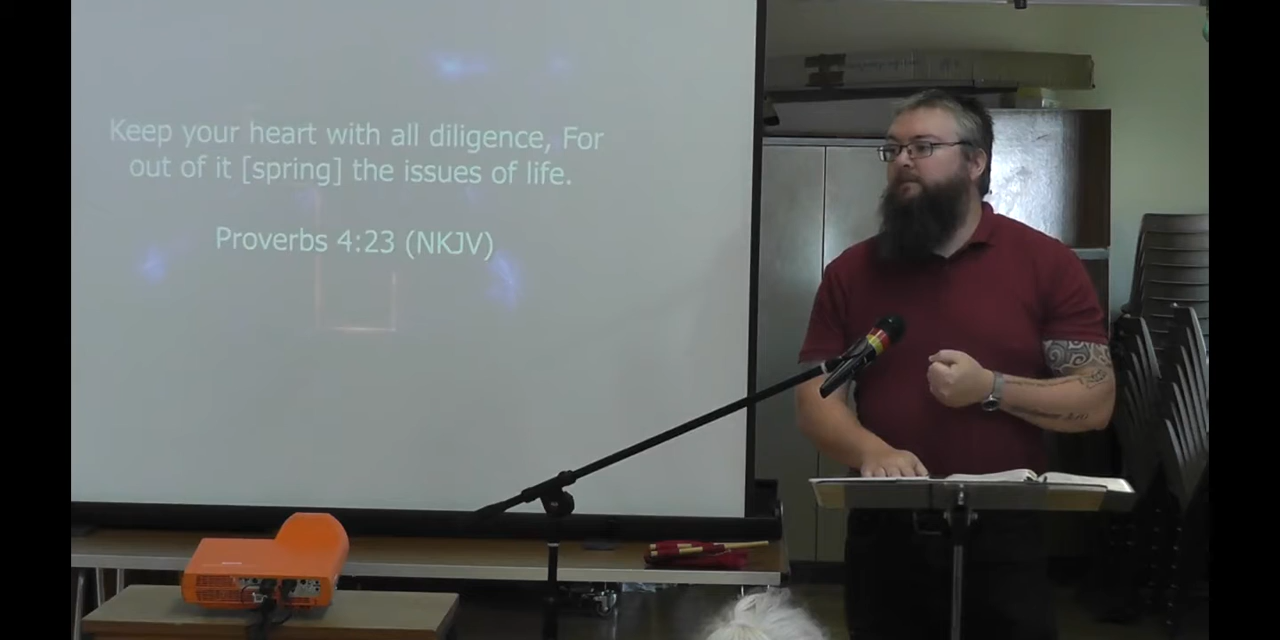 Keep your heart with all diligence, For
out of it [spring] the issues of life.
Proverbs 4:23 (NKJV)